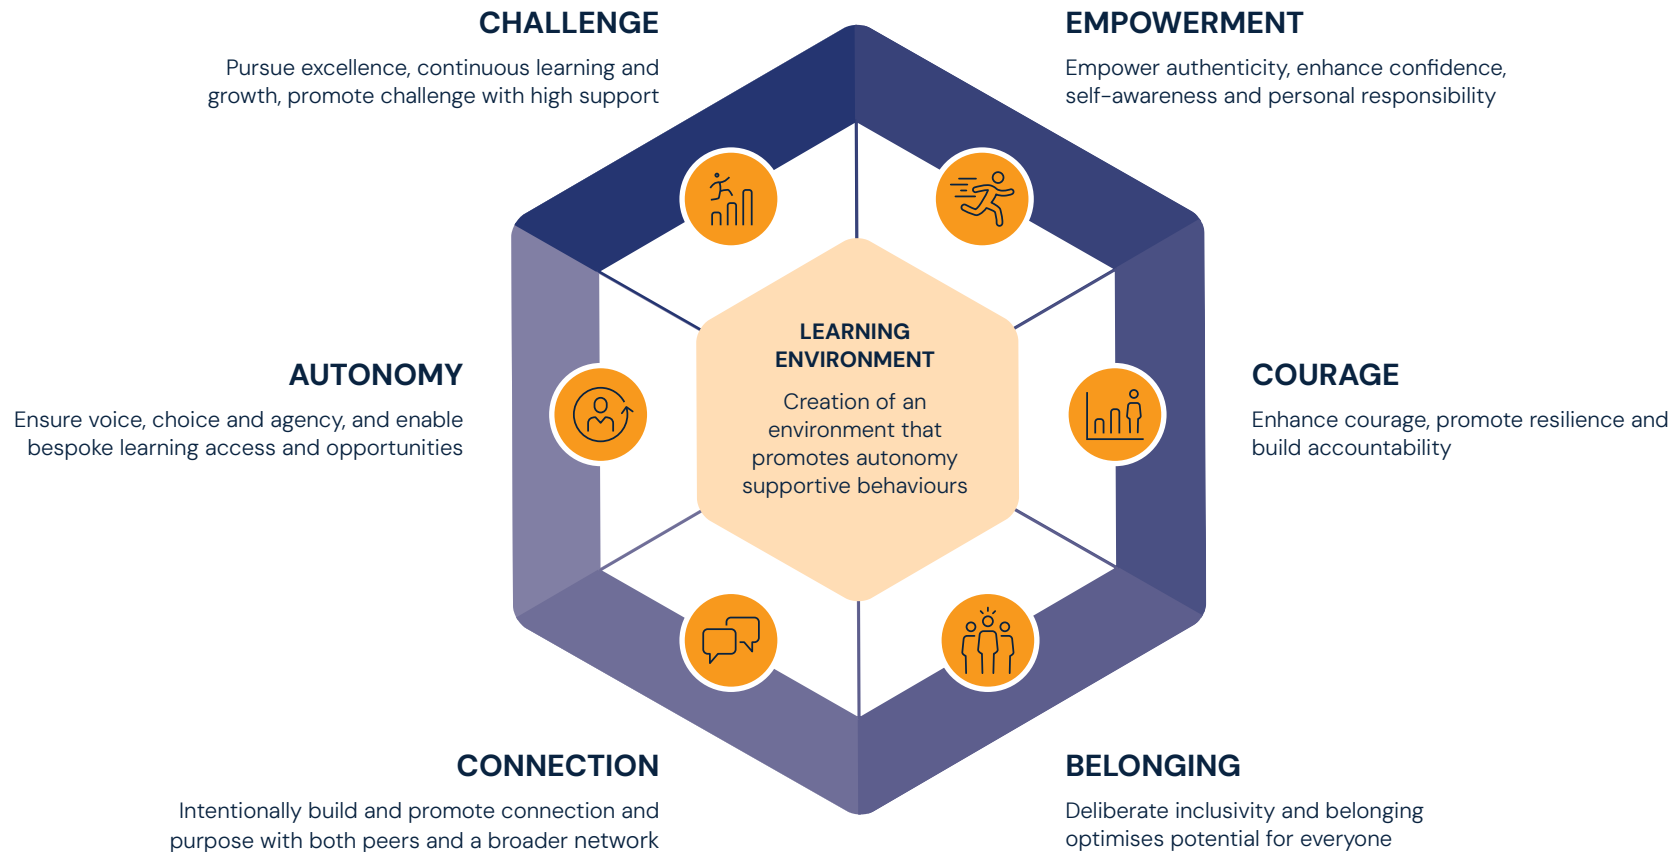 CHALLENGE
Pursue excellence, continuous learning and
growth, promote challenge with high support
EMPOWERMENT
Empower authenticity, enhance confidence,
self-awareness and personal responsibility
AUTONOMY
Ensure voice, choice and agency, and enable
bespoke learning access and opportunities
LEARNING
ENVIRONMENT
Creation of an
environment that
promotes autonomy
supportive behaviours
COURAGE
Enhance courage, promote resilience and
build accountability
CONNECTION
Intentionally build and promote connection and
purpose with both peers and a broader network
BELONGING
Deliberate inclusivity and belonging
optimises potential for everyone